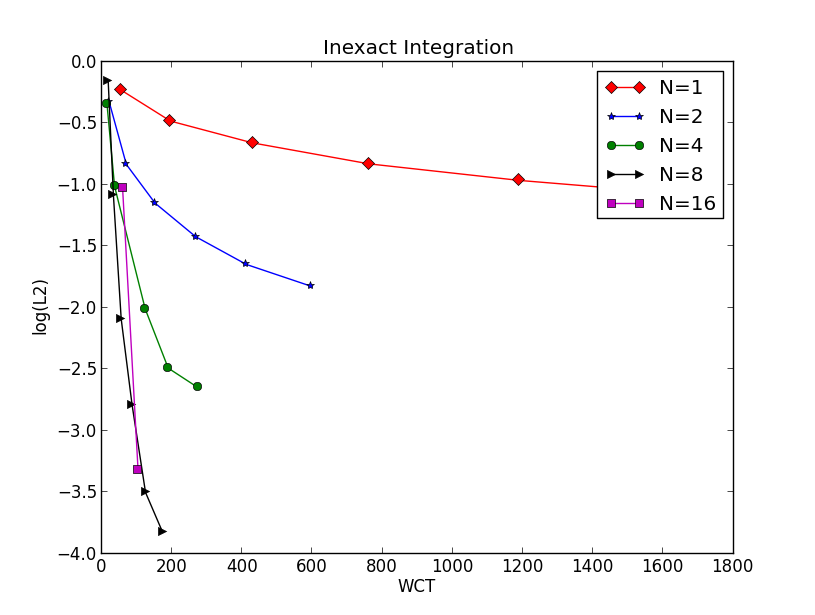 Inexact Integration
0.0
−0.5
−1.0
−1.5
−2.0
−2.5
−3.0
−3.5
−4.0
log(L2)
N=1
N=2
N=4
N=8
N=16
0 200 400 600 800 1000 1200 1400 1600 1800
WCT